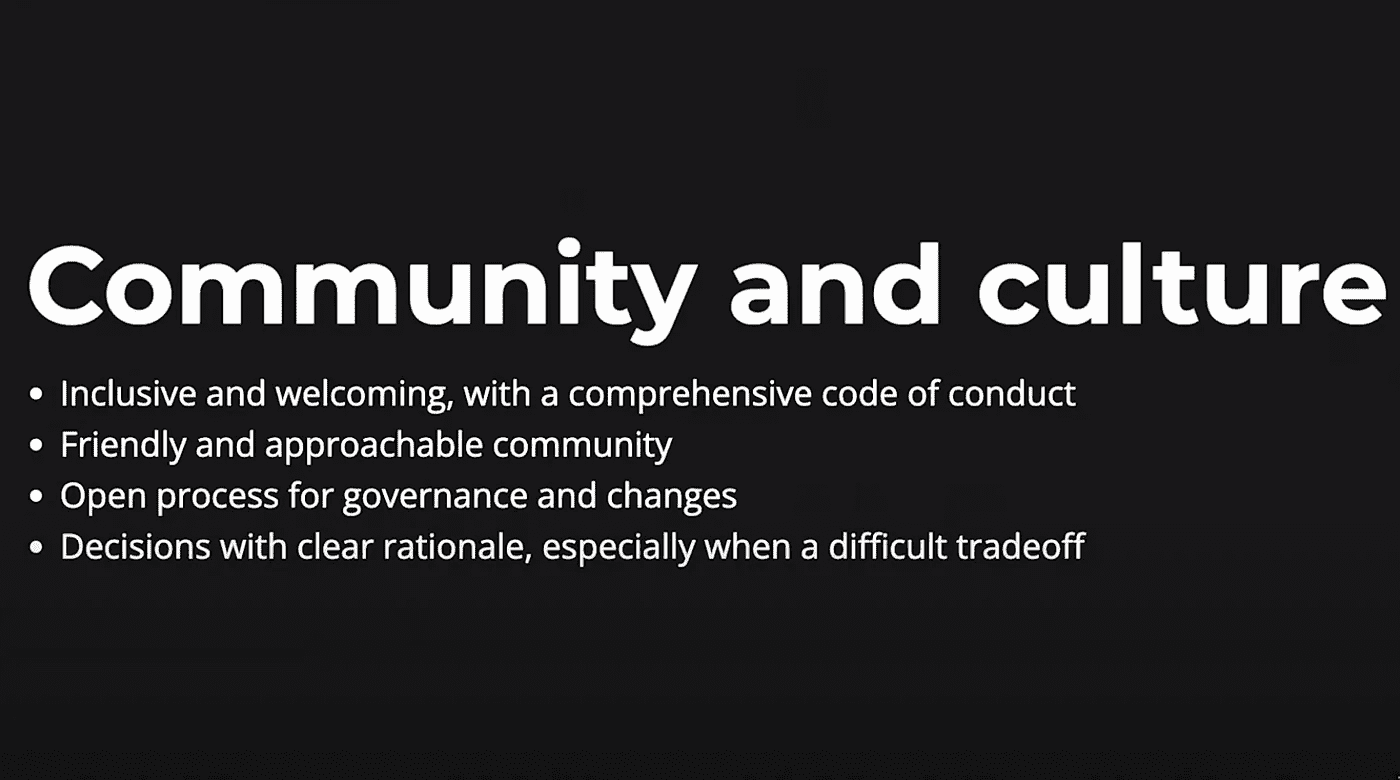 Community and culture
• Inclusive and welcoming, with a comprehensive code of conduct
• Friendly and approachable community
• Open process for governance and changes
• Decisions with clear rationale, especially when a difficult tradeoff